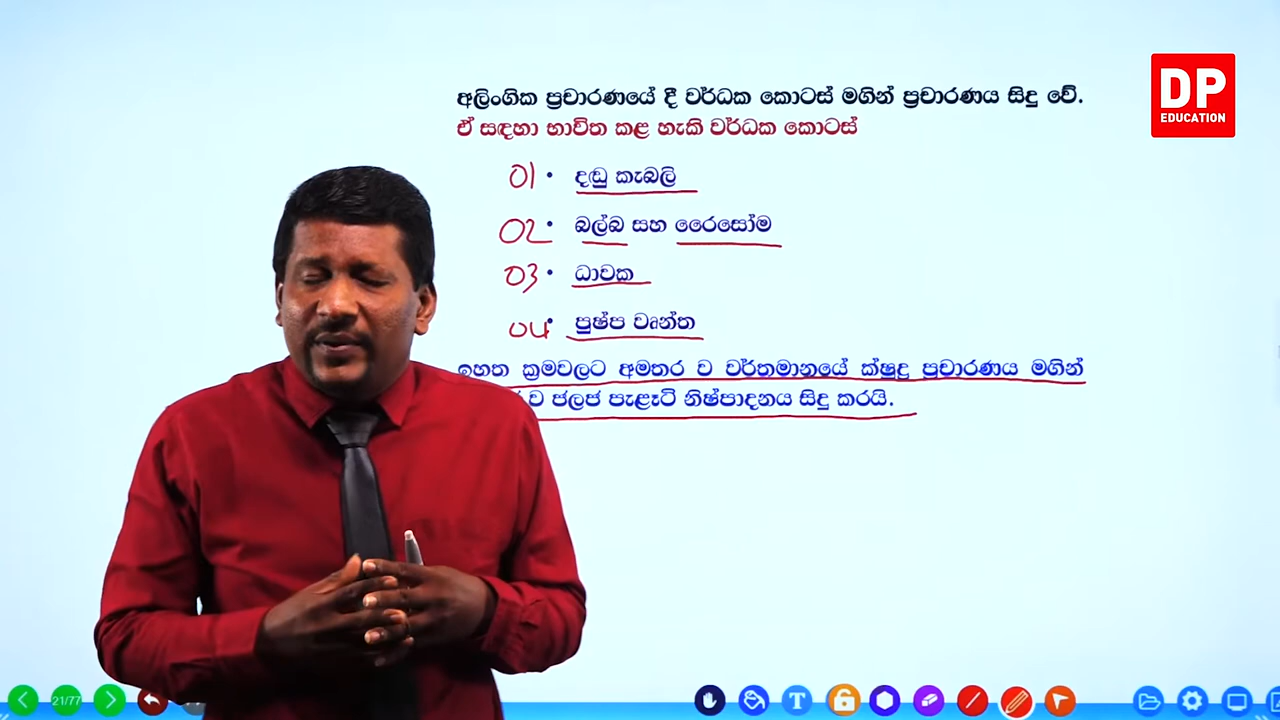 DP
EDUCATION
අලිංගික ප්‍රචාරණයේ දී වර්ධක කොටස් මගින් ප්‍රචාරණය සිදු වේ.
ඒ සඳහා භාවිත කළ හැකි වර්ධක කොටස්
01 • දඬු කැබලි
02 • බල්බ සහ රෛසෝම
03 • ධාවක
04 • පුෂ්ප වෘන්ත
ඉහත ක්‍රමවලට අමතර ව වර්තමානයේ ක්ෂුද්‍ර ප්‍රචාරණය මගින්
ව ජලජ පැළෑටි නිෂ්පාදනය සිදු කරයි.
21/77
T